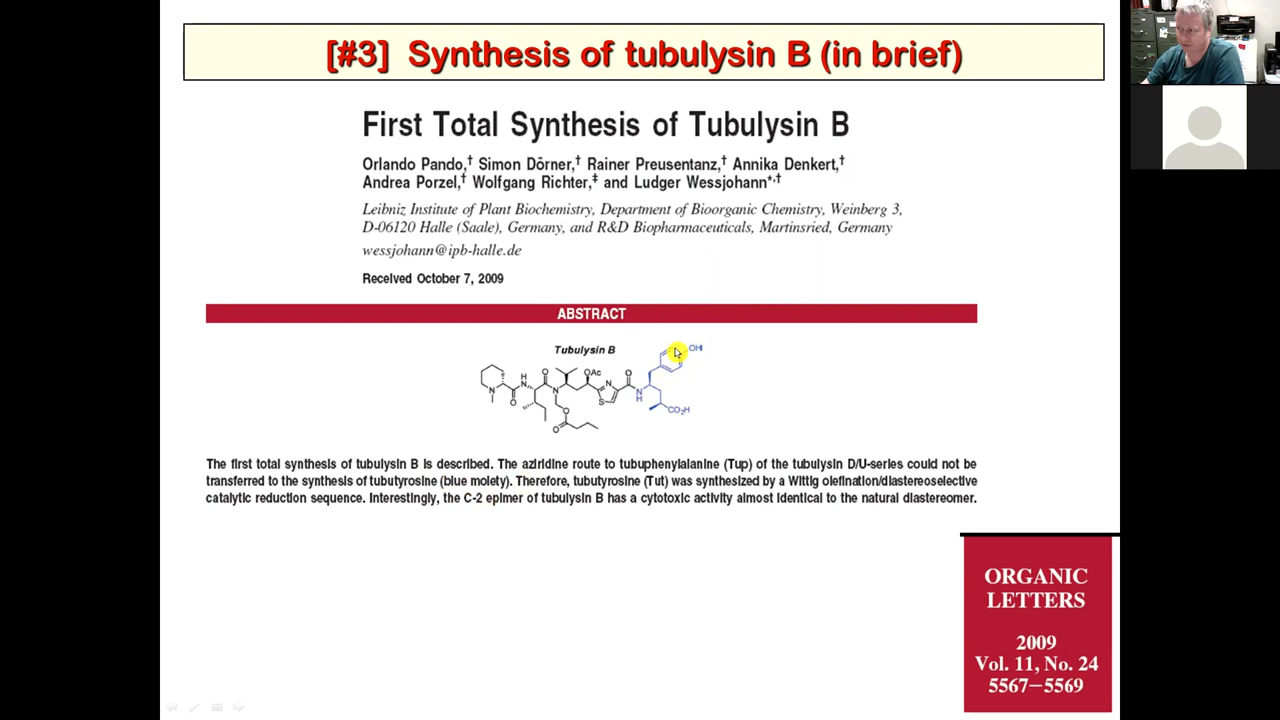 [#3] Synthesis of tubulysin B (in brief)
First Total Synthesis of Tubulysin B
Orlando Pando,† Simon Dörner,† Rainer Preusentanz,† Annika Denkert,†
Andrea Porzel,† Wolfgang Richter,‡ and Ludger Wessjohann*,†
Leibniz Institute of Plant Biochemistry, Department of Bioorganic Chemistry, Weinberg 3,
D-06120 Halle (Saale), Germany, and R&D Biopharmaceuticals, Martinsried, Germany
wessjohann@ipb-halle.de
Received October 7, 2009
ABSTRACT
Tubulysin B
OH
OAc
H
N
O
N
O
N
S
O
N
H
CO2H
N
O
O
O
The first total synthesis of tubulysin B is described. The aziridine route to tubuphenylalanine (Tup) of the tubulysin D/U-series could not be
transferred to the synthesis of tubutyrosine (blue moiety). Therefore, tubutyrosine (Tut) was synthesized by a Wittig olefination/diastereoselective
catalytic reduction sequence. Interestingly, the C-2 epimer of tubulysin B has a cytotoxic activity almost identical to the natural diastereomer.
ORGANIC
LETTERS
2009
Vol. 11, No. 24
5567–5569